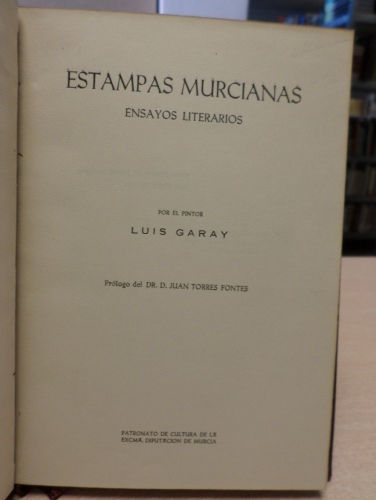 ESTAMPAS MURCIANAS
ENSAYOS LITERARIOS
POR EL PINTOR
LUIS GARAY
Prólogo del DR. D. JUAN TORRES FONTES
PATRONATO DE CULTURA DE LA
EXCMA. DIPUTACION DE MURCIA